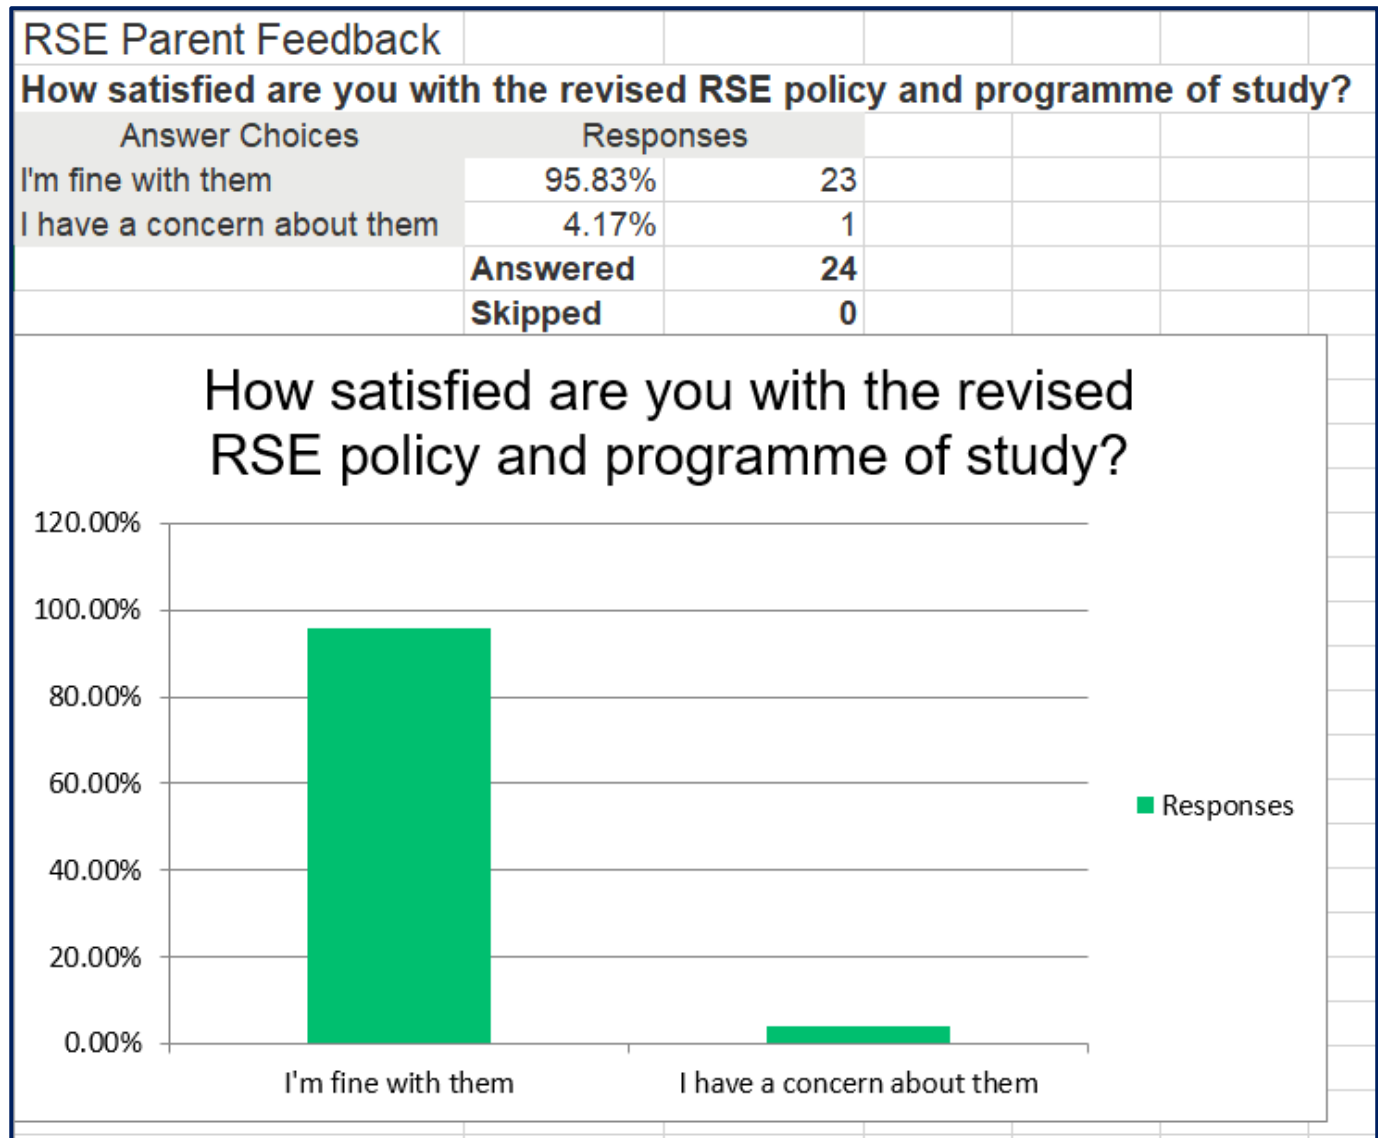 RSE Parent Feedback
How satisfied are you with the revised RSE policy and programme of study?
Answer Choices Responses
I'm fine with them 95.83% 23
I have a concern about them 4.17% 1
Answered 24
Skipped 0
How satisfied are you with the revised
RSE policy and programme of study?
120.00%
100.00%
80.00%
60.00%
40.00%
20.00%
0.00%
Responses
I'm fine with them I have a concern about them